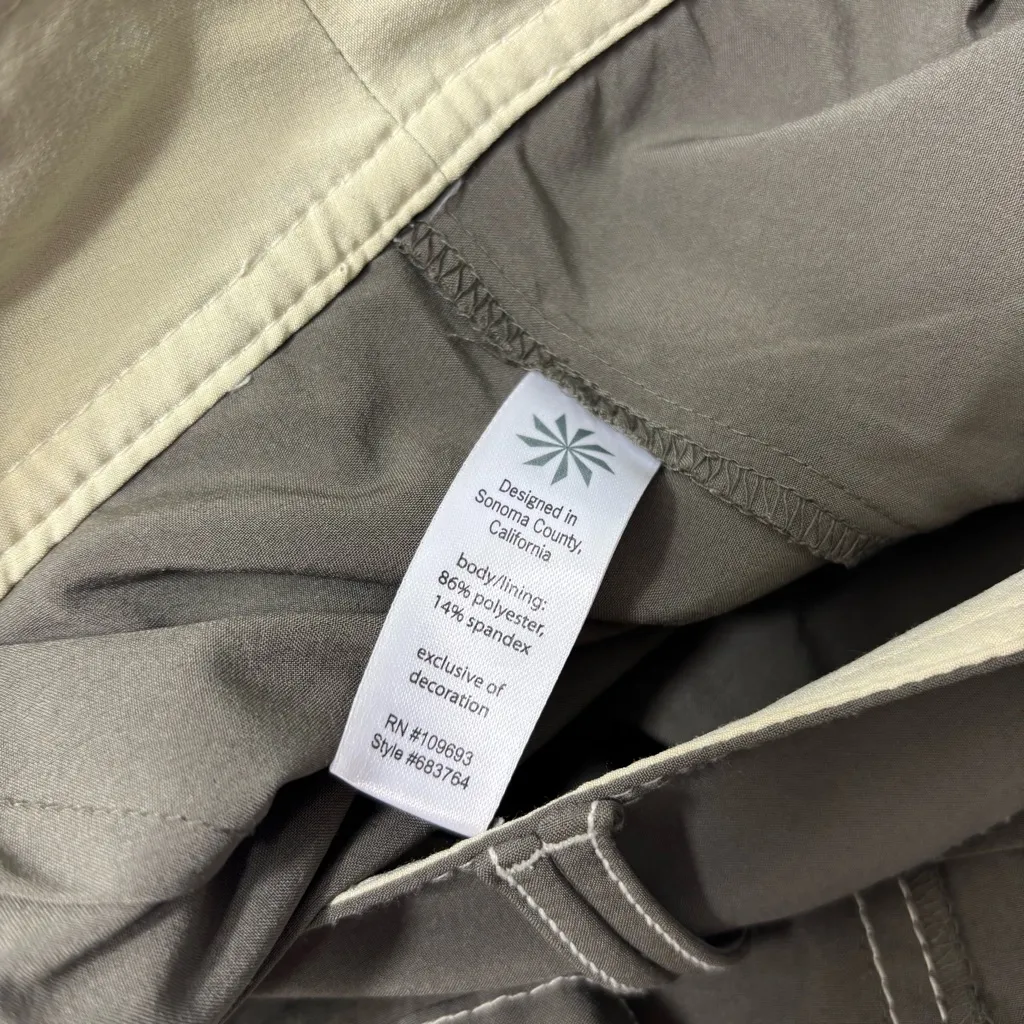 Designed in
Sonoma County,
California
body/lining:
86% polyester,
14% spandex
exclusive of
decoration
RN #109693
Style #683764